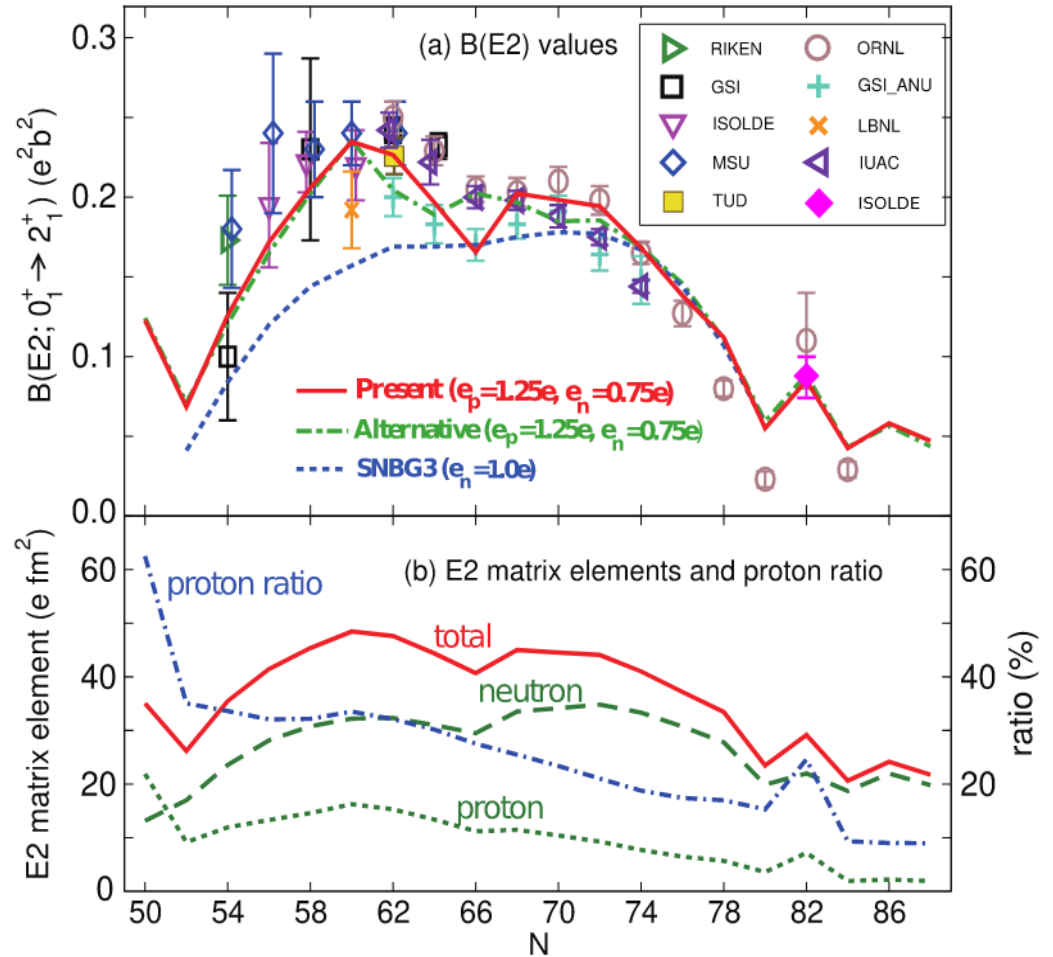 (a) B(E2) values
RIKEN
ORNL
GSI
GSI_ANU
ISOLDE
LBNL
MSU
IUAC
TUD
ISOLDE
0.3
0.2
0.1
0.0
B(E2; 0₁⁺ → 2₁⁺) (e²b²)
Present (eₚ=1.25e, eₙ=0.75e)
Alternative (eₚ=1.25e, eₙ=0.75e)
SNBG3 (eₙ=1.0e)
(b) E2 matrix elements and proton ratio
proton ratio
total
neutron
proton
60
40
20
0
E2 matrix element (e fm²)
60
40
20
0
ratio (%)
50 54 58 62 66 70 74 78 82 86
N